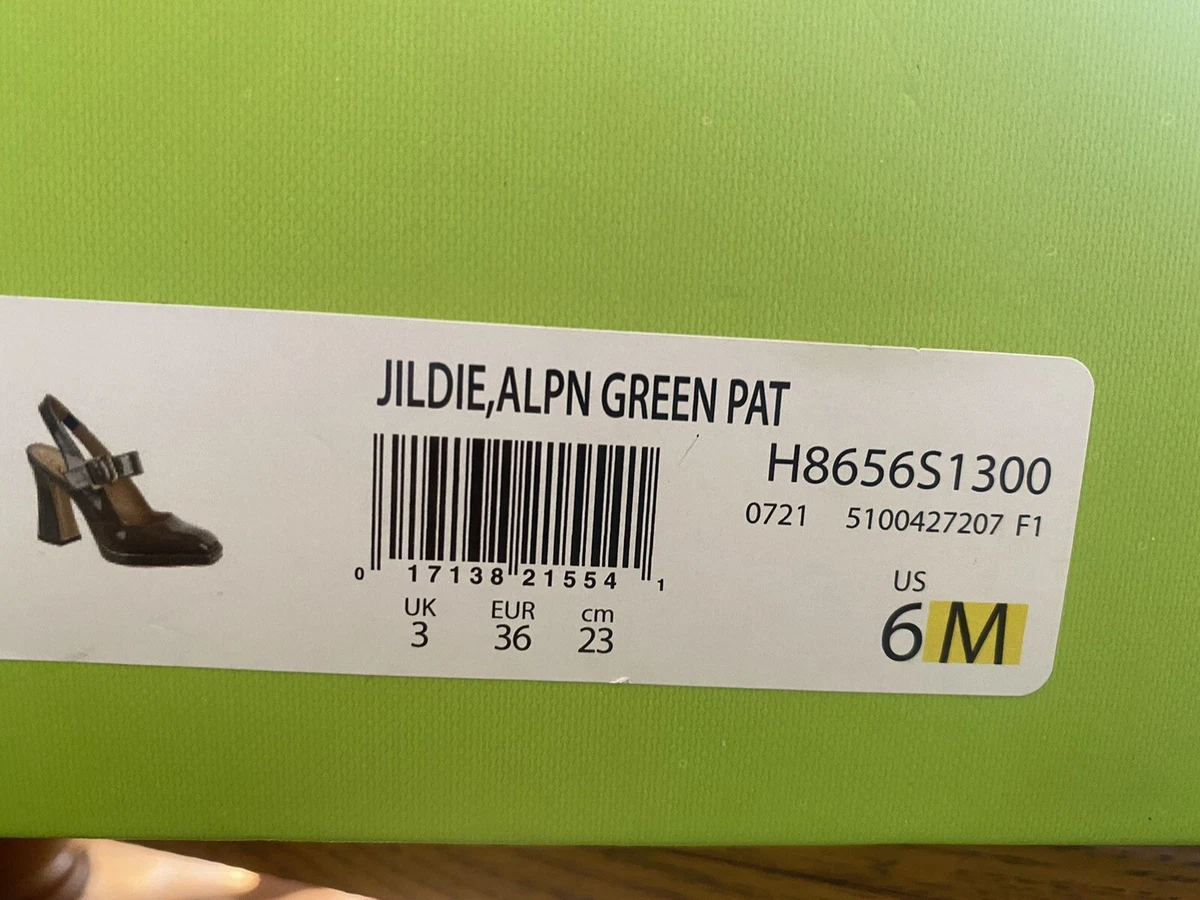 JILDIE,ALPN GREEN PAT
H8656S1300
0721 5100427207 F1
0 17138 21554 1
UK EUR cm
3 36 23
US
6 M